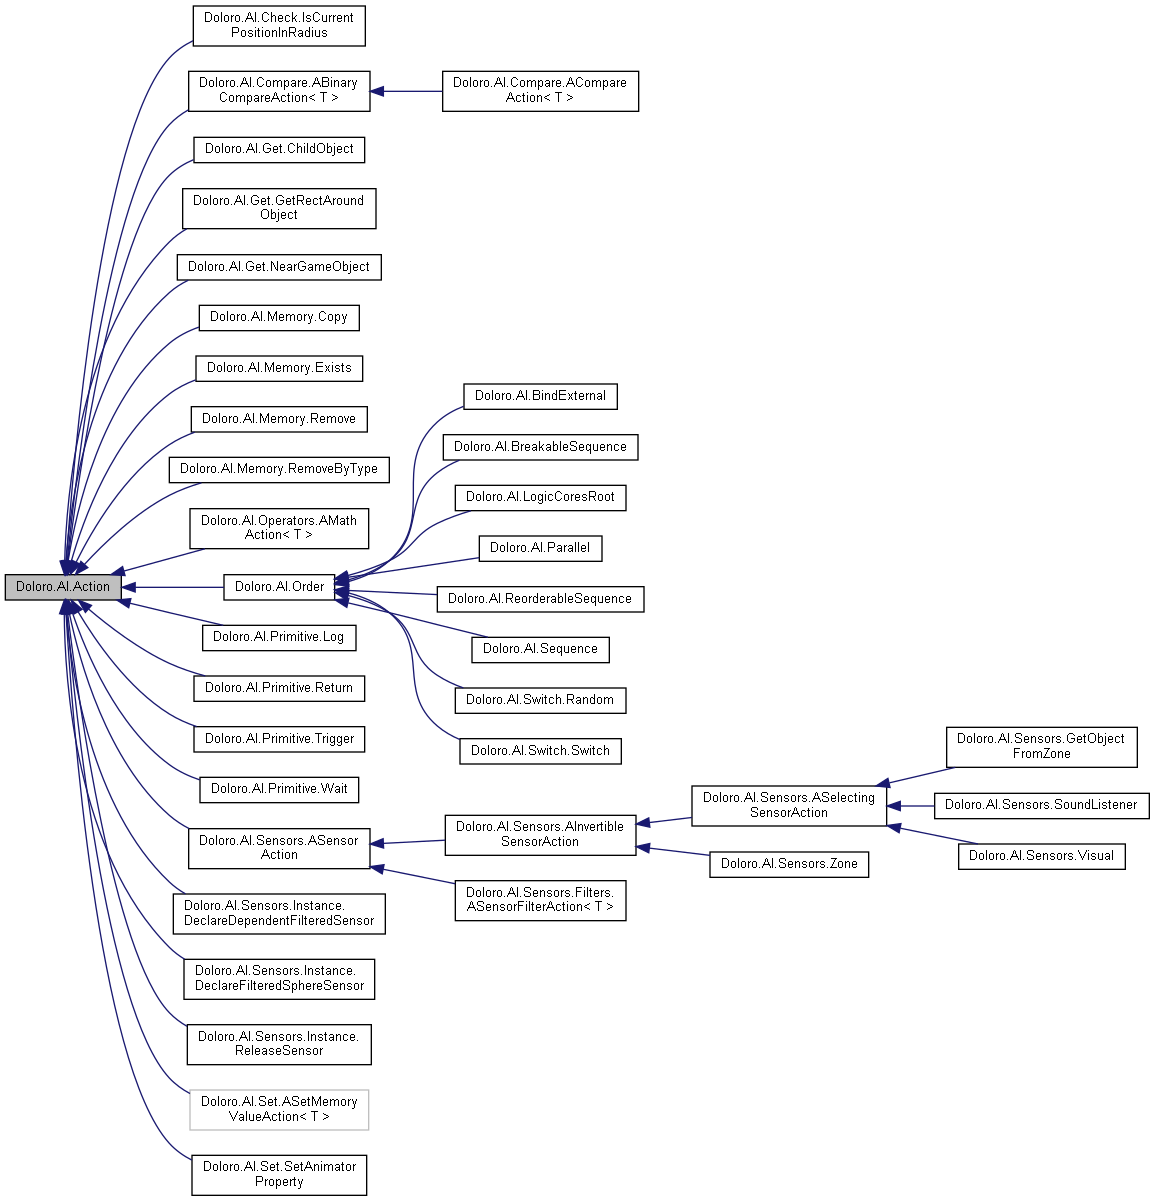 Doloro.AI.Action
Doloro.AI.Check.IsCurrent
PositionInRadius
Doloro.AI.Compare.ABinary
CompareAction< T >
Doloro.AI.Get.ChildObject
Doloro.AI.Get.GetRectAround
Object
Doloro.AI.Get.NearGameObject
Doloro.AI.Memory.Copy
Doloro.AI.Memory.Exists
Doloro.AI.Memory.Remove
Doloro.AI.Memory.RemoveByType
Doloro.AI.Operators.AMath
Action< T >
Doloro.AI.Order
Doloro.AI.Primitive.Log
Doloro.AI.Primitive.Return
Doloro.AI.Primitive.Trigger
Doloro.AI.Primitive.Wait
Doloro.AI.Sensors.ASensor
Action
Doloro.AI.Sensors.Instance.
DeclareDependentFilteredSensor
Doloro.AI.Sensors.Instance.
DeclareFilteredSphereSensor
Doloro.AI.Sensors.Instance.
ReleaseSensor
Doloro.AI.Set.ASetMemory
ValueAction< T >
Doloro.AI.Set.SetAnimator
Property
Doloro.AI.Compare.ACompare
Action< T >
Doloro.AI.BindExternal
Doloro.AI.BreakableSequence
Doloro.AI.LogicCoresRoot
Doloro.AI.Parallel
Doloro.AI.ReorderableSequence
Doloro.AI.Sequence
Doloro.AI.Switch.Random
Doloro.AI.Switch.Switch
Doloro.AI.Sensors.AInvertible
SensorAction
Doloro.AI.Sensors.Filters.
ASensorFilterAction< T >
Doloro.AI.Sensors.ASelecting
SensorAction
Doloro.AI.Sensors.Zone
Doloro.AI.Sensors.GetObject
FromZone
Doloro.AI.Sensors.SoundListener
Doloro.AI.Sensors.Visual